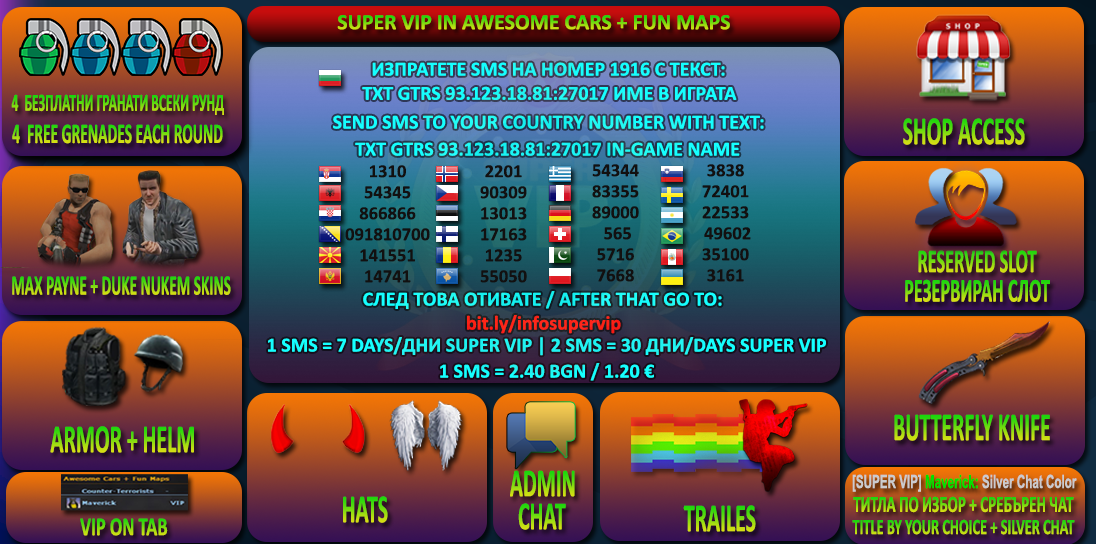 SUPER VIP IN AWESOME CARS + FUN MAPS
4 БЕЗПЛАТНИ ГРАНАТИ ВСЕКИ РУНД
4 FREE GRENADES EACH ROUND
MAX PAYNE + DUKE NUKEM SKINS
ARMOR + HELM
Awesome Cars + Fun Maps
Counter-Terrorists -
Maverick VIP
VIP ON TAB
ИЗПРАТЕТЕ SMS НА НОМЕР 1916 С ТЕКСТ:
TXT GTRS 93.123.18.81:27017 ИМЕ В ИГРАТА
SEND SMS TO YOUR COUNTRY NUMBER WITH TEXT:
TXT GTRS 93.123.18.81:27017 IN-GAME NAME
1310 2201 54344 3838
54345 90309 83355 72401
866866 13013 89000 22533
091810700 17163 565 49602
141551 1235 5716 35100
14741 55050 7668 3161
СЛЕД ТОВА ОТИВАТЕ / AFTER THAT GO TO:
bit.ly/infosupervip
1 SMS = 7 DAYS/ДНИ SUPER VIP | 2 SMS = 30 ДНИ/DAYS SUPER VIP
1 SMS = 2.40 BGN / 1.20 €
HATS
ADMIN
CHAT
TRAILES
SHOP
SHOP ACCESS
RESERVED SLOT
РЕЗЕРВИРАН СЛОТ
BUTTERFLY KNIFE
[SUPER VIP] Maverick: Silver Chat Color
ТИТЛА ПО ИЗБОР + СРЕБЪРЕН ЧАТ
TITLE BY YOUR CHOICE + SILVER CHAT